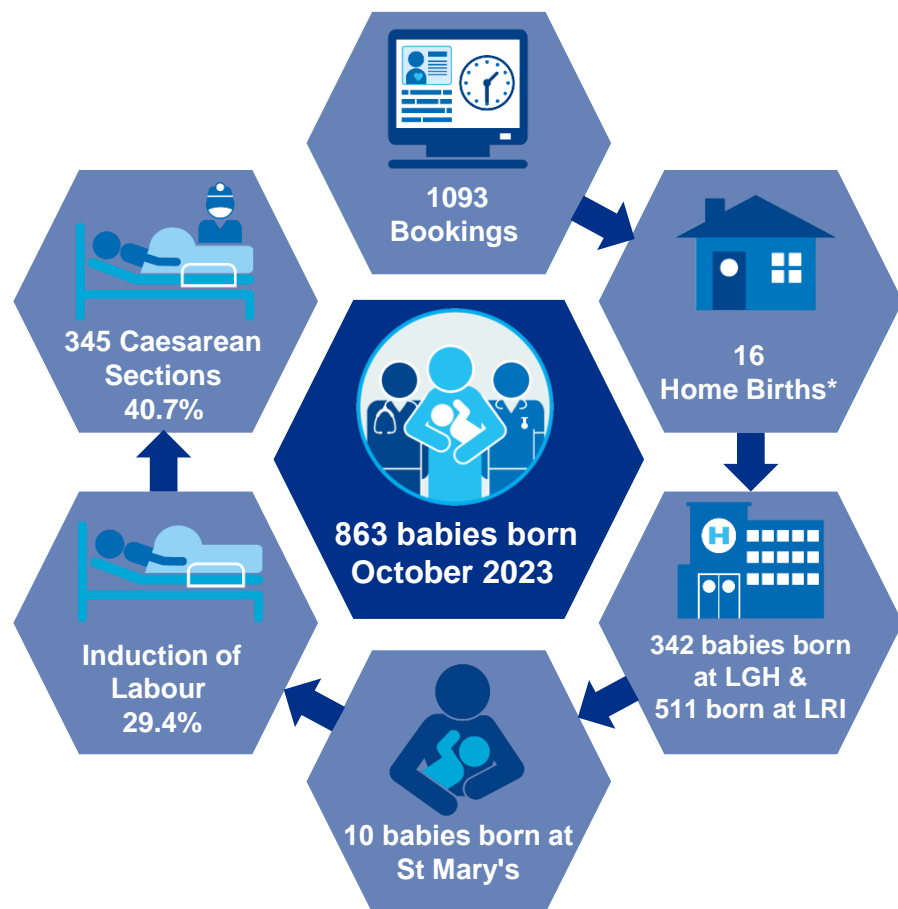 1093
Bookings
16
Home Births*
342 babies born
at LGH &
511 born at LRI
10 babies born at
St Mary's
Induction of
Labour
29.4%
345 Caesarean
Sections
40.7%
863 babies born
October 2023
H